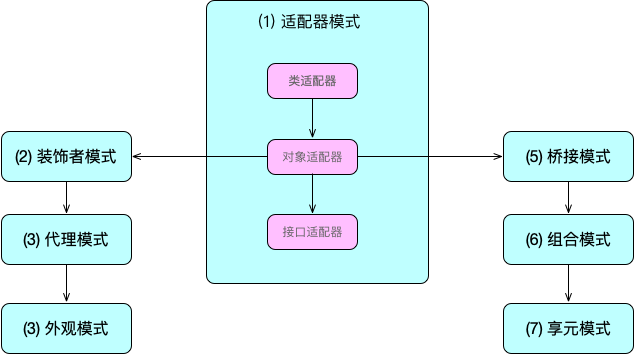 (1) 适配器模式
类适配器
对象适配器
接口适配器
(2) 装饰者模式
(3) 代理模式
(3) 外观模式
(5) 桥接模式
(6) 组合模式
(7) 享元模式